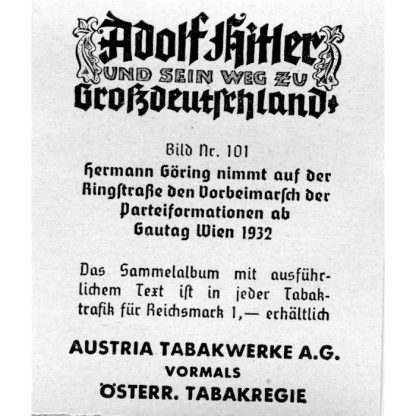 Adolf Hitler
UND SEIN WEG ZU
Großdeutschland
Bild Nr. 101
Hermann Göring nimmt auf der
Ringstraße den Vorbeimarsch der
Parteiformationen ab
Gautag Wien 1932
Das Sammelalbum mit ausführ-
lichem Text ist in jeder Tabak-
trafik für Reichsmark 1,— erhältlich
AUSTRIA TABAKWERKE A.G.
VORMALS
ÖSTERR. TABAKREGIE